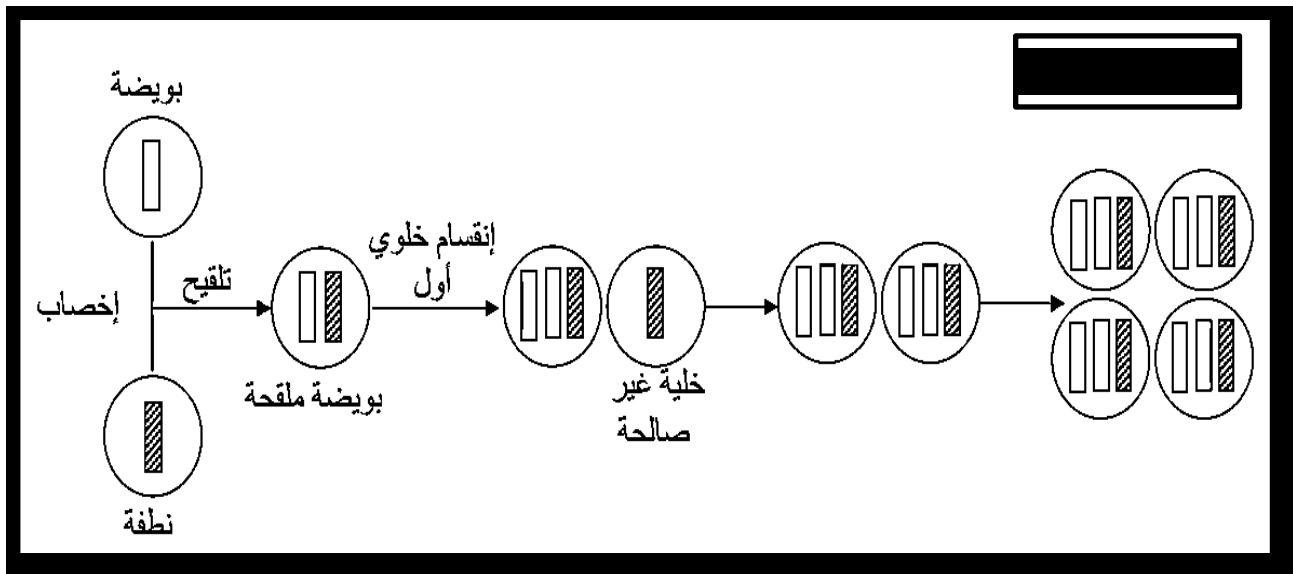 بويضة
إخصاب
تلقيح
نطفة
بويضة ملقحة
إنقسام خلوي
أول
خلية غير
صالحة